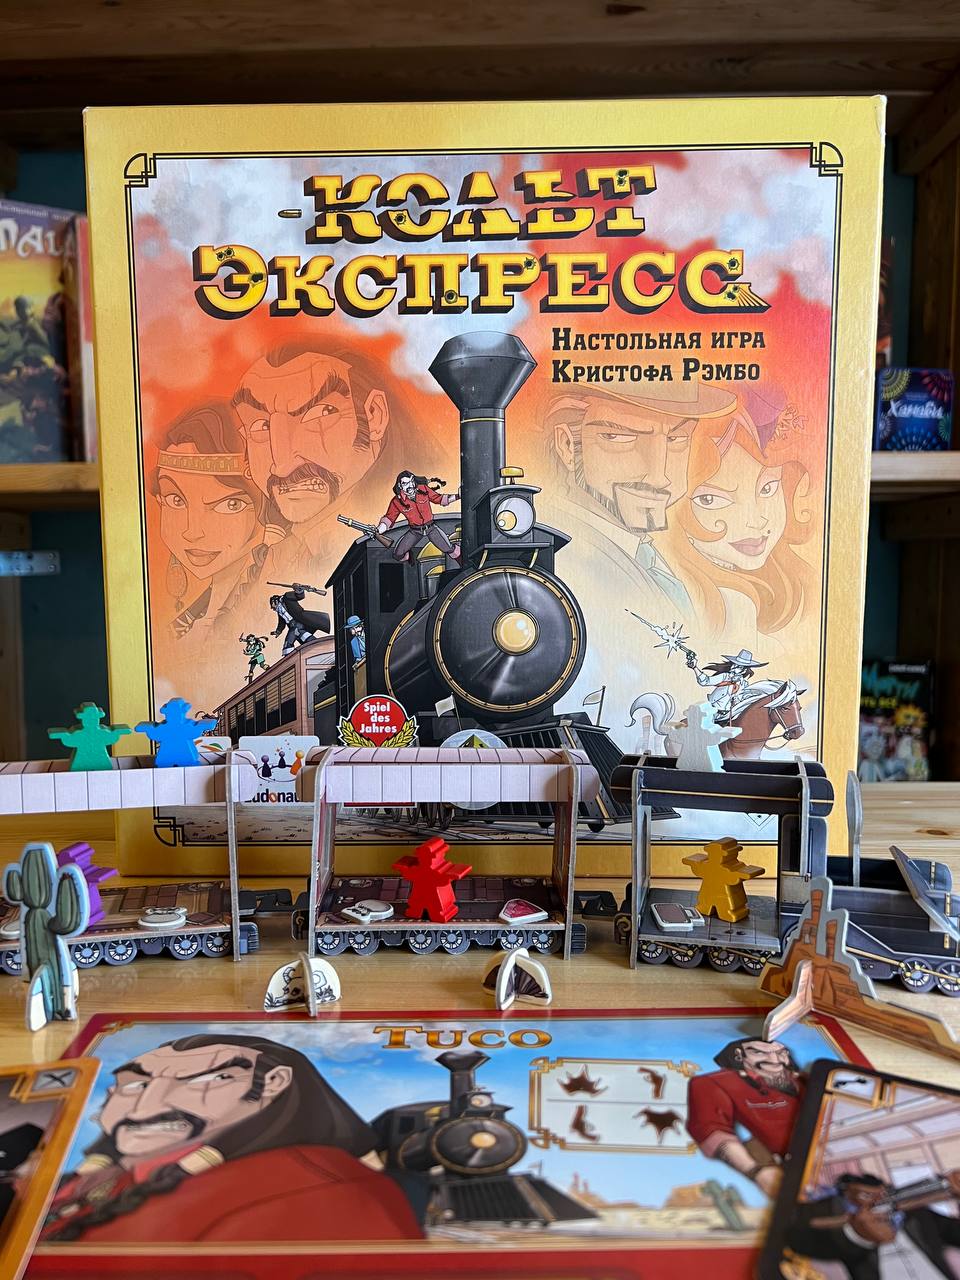 КОЛЬТ
ЭКСПРЕСС
Настольная игра
Кристофа Рэмбо
Ханаби
Spiel
des
Jahres
TUCO